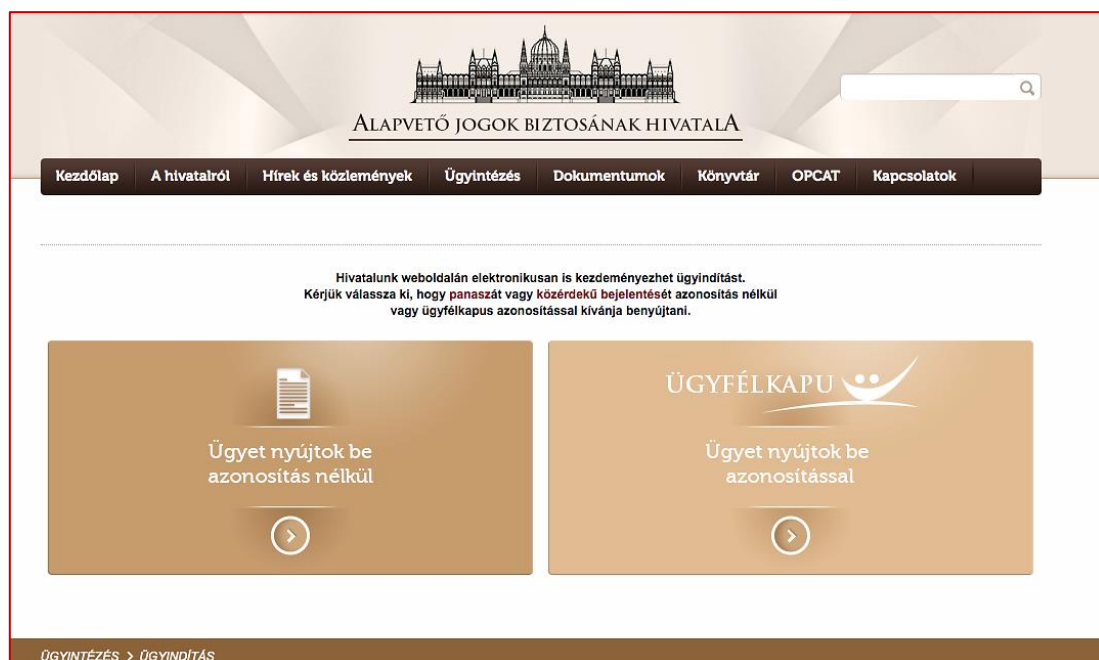 ALAPVETŐ JOGOK BIZTOSÁNAK HIVATALA
Kezdőlap A hivatalról Hírek és közlemények Ügyintézés Dokumentumok Könyvtár OPCAT Kapcsolatok
Hivatalunk weboldalán elektronikusan is kezdeményezhet ügyindítást.
Kérjük válassza ki, hogy panaszát vagy közérdekű bejelentését azonosítás nélkül
vagy ügyfélkapus azonosítással kívánja benyújtani.
Ügyet nyújtok be
azonosítás nélkül
ÜGYFÉLKAPU
Ügyet nyújtok be
azonosítással
ÜGYINTÉZÉS > ÜGYINDÍTÁS